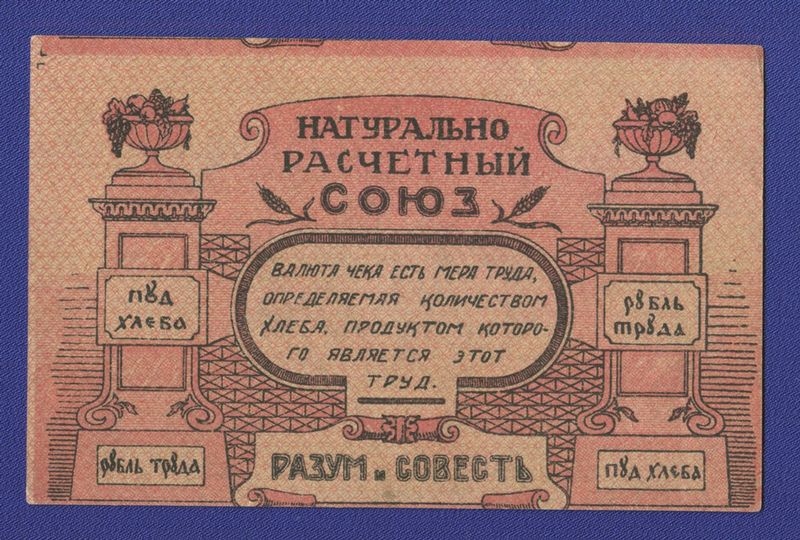 НАТУРАЛЬНО
РАСЧЕТНЫЙ
СОЮЗ
ВАЛЮТА ЧЕКА ЕСТЬ МЕРА ТРУДА,
ОПРЕДЕЛЯЕМАЯ КОЛИЧЕСТВОМ
ХЛЕБА, ПРОДУКТОМ КОТОРО-
ГО ЯВЛЯЕТСЯ ЭТОТ
ТРУД.
ПУД
ХЛЕБА
РУБЛЬ
ТРУДА
РУБЛЬ ТРУДА
РАЗУМ и СОВЕСТЬ
ПУД ХЛЕБА